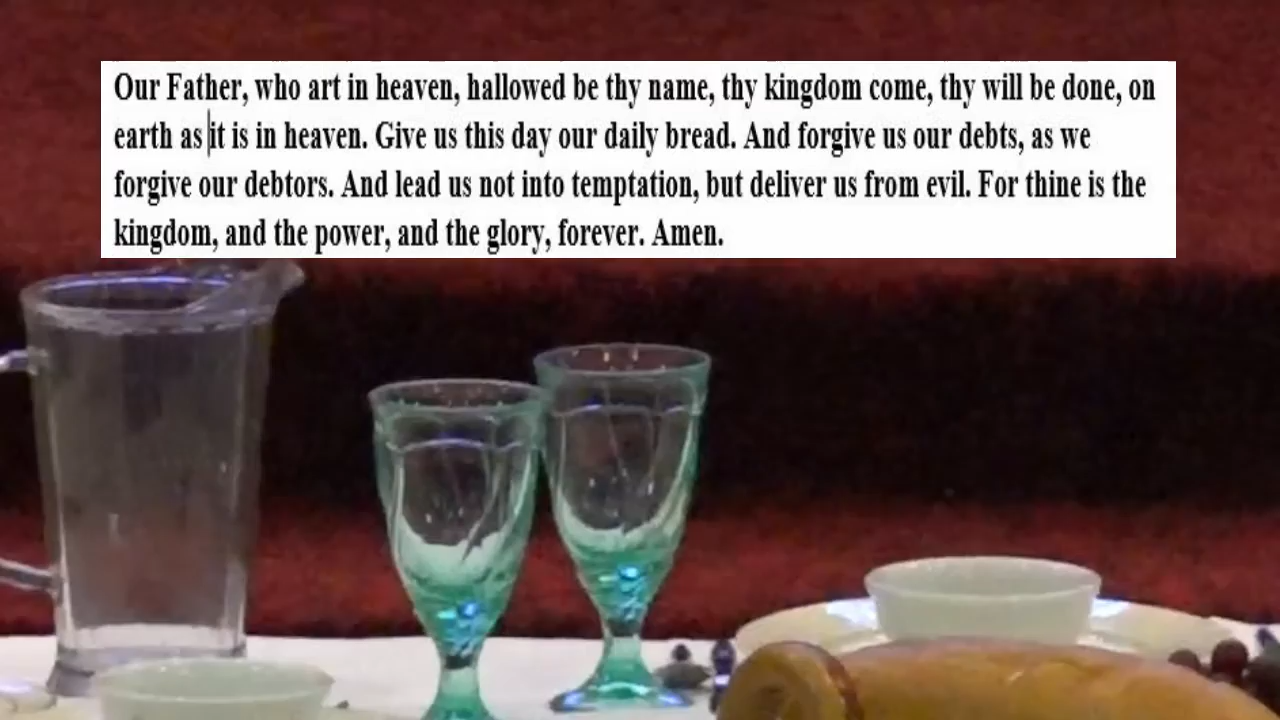 Our Father, who art in heaven, hallowed be thy name, thy kingdom come, thy will be done, on
earth as it is in heaven. Give us this day our daily bread. And forgive us our debts, as we
forgive our debtors. And lead us not into temptation, but deliver us from evil. For thine is the
kingdom, and the power, and the glory, forever. Amen.